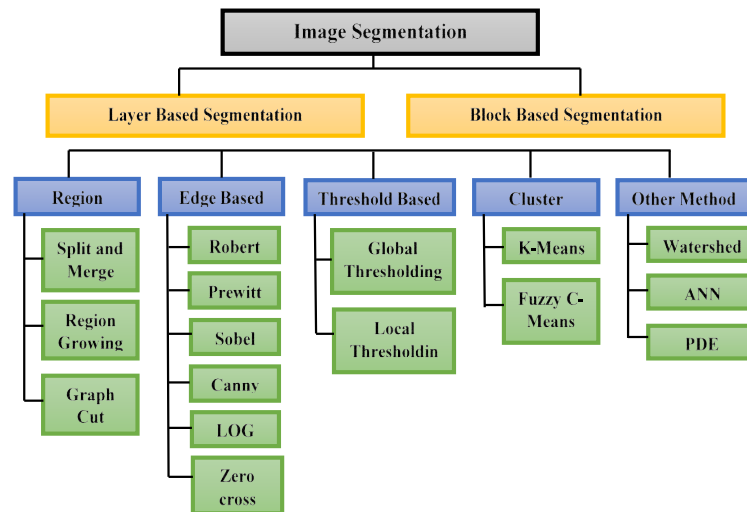 Image Segmentation
Layer Based Segmentation
Block Based Segmentation
Region
Edge Based
Threshold Based
Cluster
Other Method
Split and
Merge
Region
Growing
Graph
Cut
Robert
Prewitt
Sobel
Canny
LOG
Zero
cross
Global
Thresholding
Local
Thresholdin
K-Means
Fuzzy C-
Means
Watershed
ANN
PDE